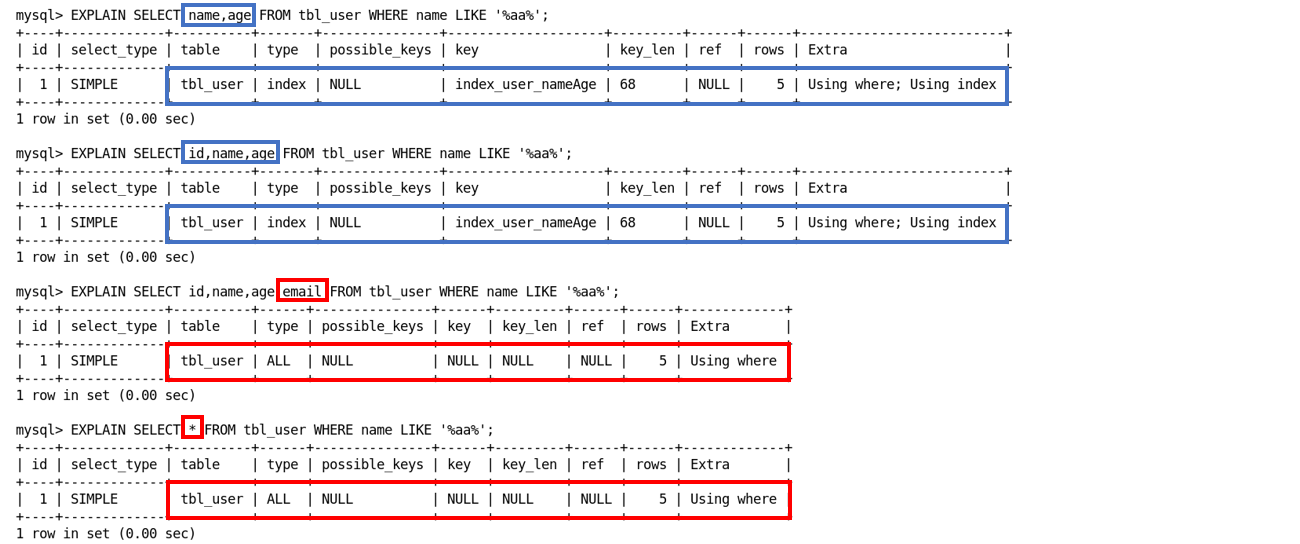 mysql> EXPLAIN SELECT name,age FROM tbl_user WHERE name LIKE '%aa%';
+----+-------------+----------+-------+---------------+--------------------+---------+------+------+--------------------------+
| id | select_type | table    | type  | possible_keys | key                | key_len | ref  | rows | Extra                    |
+----+-------------+----------+-------+---------------+--------------------+---------+------+------+--------------------------+
|  1 | SIMPLE      | tbl_user | index | NULL          | index_user_nameAge | 68      | NULL |    5 | Using where; Using index |
+----+-------------+----------+-------+---------------+--------------------+---------+------+------+--------------------------+
1 row in set (0.00 sec)
mysql> EXPLAIN SELECT id,name,age FROM tbl_user WHERE name LIKE '%aa%';
+----+-------------+----------+-------+---------------+--------------------+---------+------+------+--------------------------+
| id | select_type | table    | type  | possible_keys | key                | key_len | ref  | rows | Extra                    |
+----+-------------+----------+-------+---------------+--------------------+---------+------+------+--------------------------+
|  1 | SIMPLE      | tbl_user | index | NULL          | index_user_nameAge | 68      | NULL |    5 | Using where; Using index |
+----+-------------+----------+-------+---------------+--------------------+---------+------+------+--------------------------+
1 row in set (0.00 sec)
mysql> EXPLAIN SELECT id,name,age email FROM tbl_user WHERE name LIKE '%aa%';
+----+-------------+----------+------+---------------+------+---------+------+------+-------------+
| id | select_type | table    | type | possible_keys | key  | key_len | ref  | rows | Extra       |
+----+-------------+----------+------+---------------+------+---------+------+------+-------------+
|  1 | SIMPLE      | tbl_user | ALL  | NULL          | NULL | NULL    | NULL |    5 | Using where |
+----+-------------+----------+------+---------------+------+---------+------+------+-------------+
1 row in set (0.00 sec)
mysql> EXPLAIN SELECT * FROM tbl_user WHERE name LIKE '%aa%';
+----+-------------+----------+------+---------------+------+---------+------+------+-------------+
| id | select_type | table    | type | possible_keys | key  | key_len | ref  | rows | Extra       |
+----+-------------+----------+------+---------------+------+---------+------+------+-------------+
|  1 | SIMPLE      | tbl_user | ALL  | NULL          | NULL | NULL    | NULL |    5 | Using where |
+----+-------------+----------+------+---------------+------+---------+------+------+-------------+
1 row in set (0.00 sec)